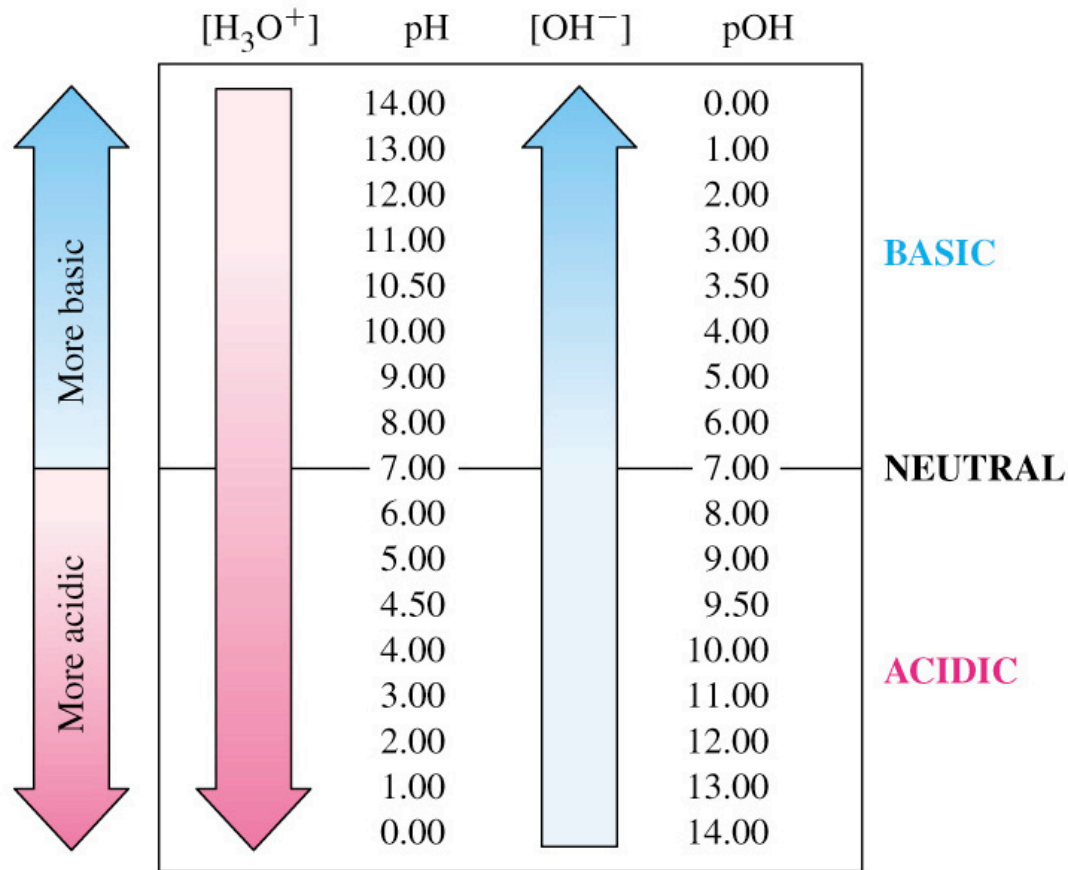 [H₃O⁺] pH [OH⁻] pOH
14.00 0.00
13.00 1.00
12.00 2.00
11.00 3.00
BASIC
10.50 3.50
More basic
10.00 4.00
9.00 5.00
8.00 6.00
7.00 7.00 NEUTRAL
6.00 8.00
5.00 9.00
4.50 9.50
More acidic
4.00 10.00
ACIDIC
3.00 11.00
2.00 12.00
1.00 13.00
0.00 14.00